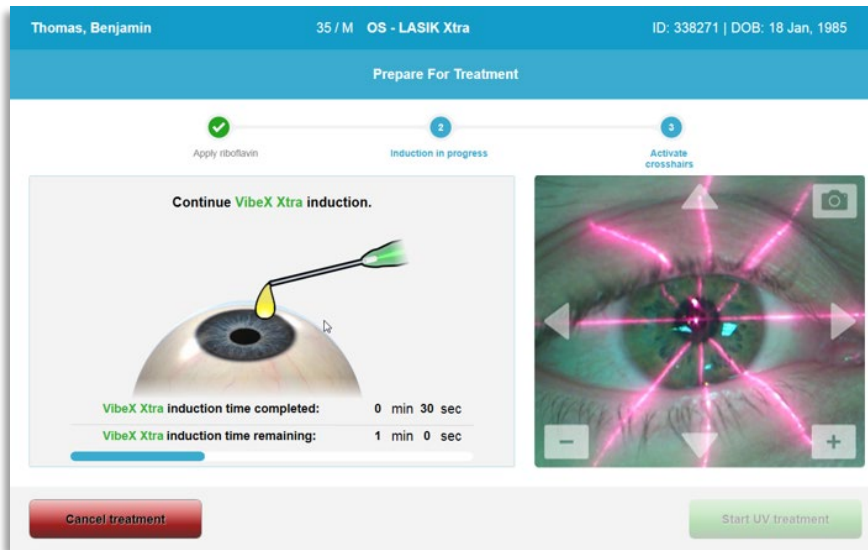 Thomas, Benjamin 35 / M OS - LASIK Xtra ID: 338271 | DOB: 18 Jan, 1985
Prepare For Treatment
2 3
Apply riboflavin Induction in progress Activate
crosshairs
Continue VibeX Xtra induction.
VibeX Xtra induction time completed: 0 min 30 sec
VibeX Xtra induction time remaining: 1 min 0 sec
Cancel treatment Start UV treatment